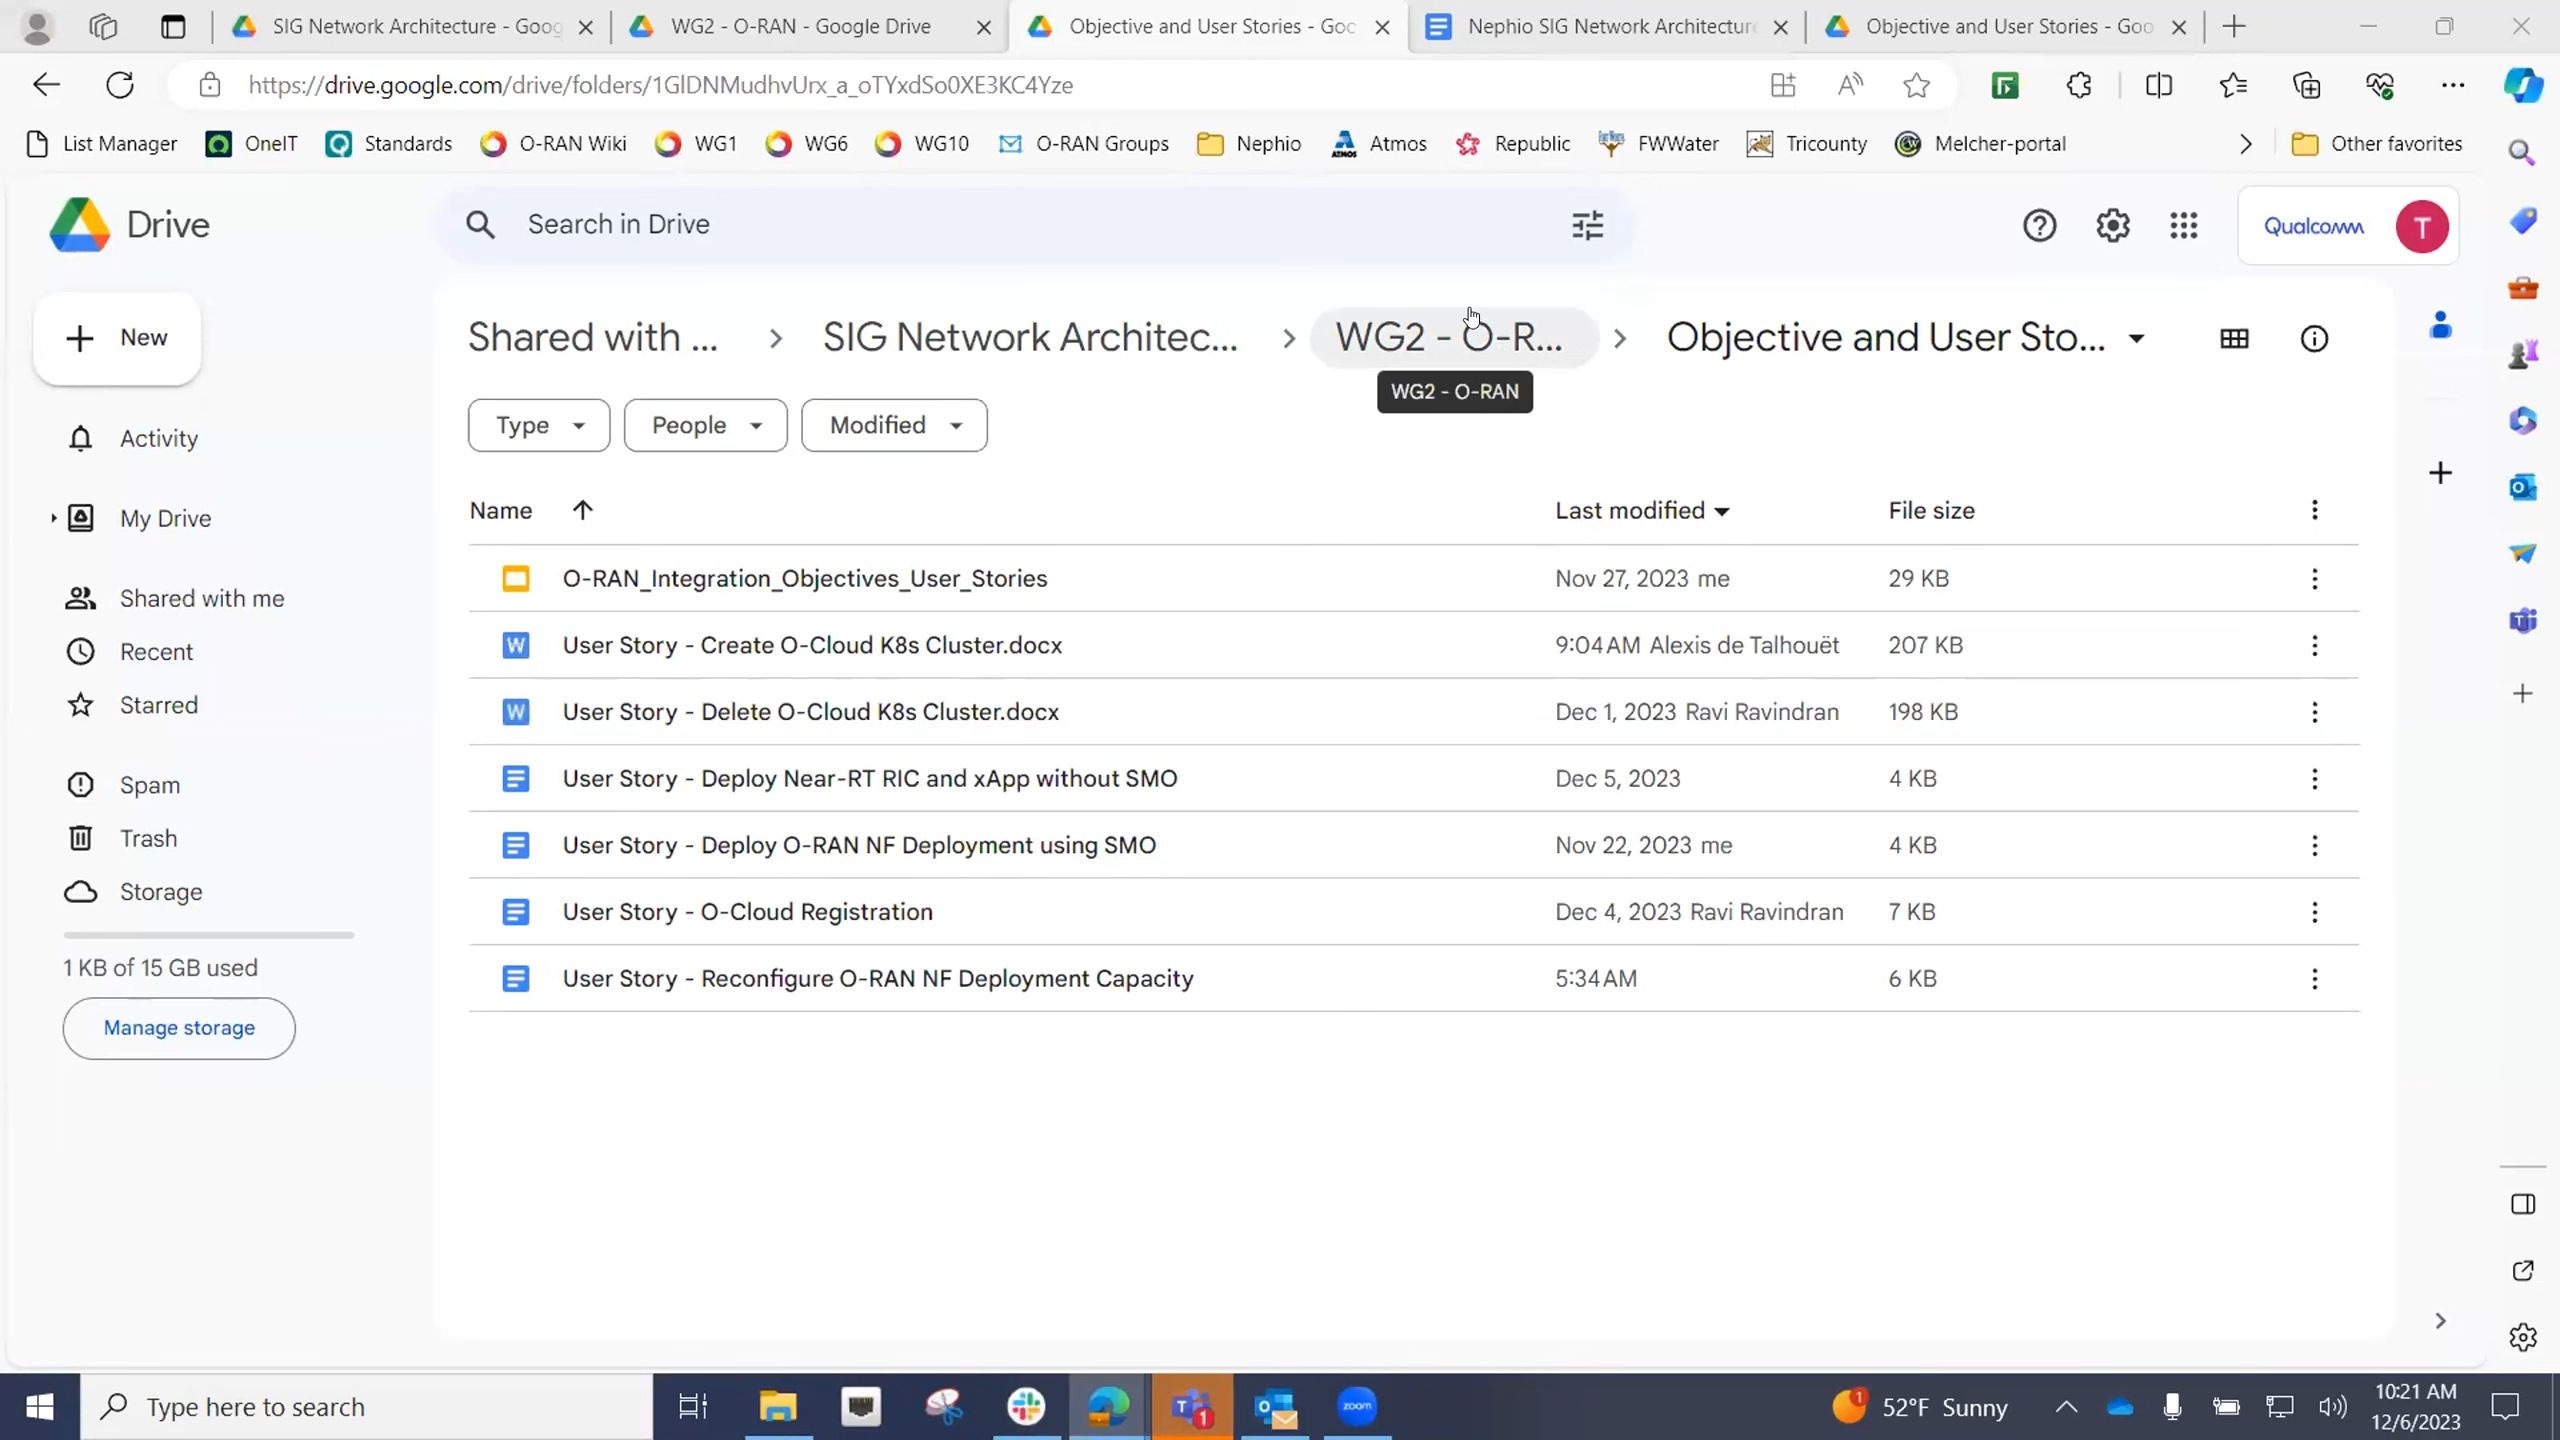 SIG Network Architecture - Goog
WG2 - O-RAN - Google Drive
Objective and User Stories - Goo
Nephio SIG Network Architecture
Objective and User Stories - Goo
https://drive.google.com/drive/folders/1GlDNMudhvUrx_a_oTYxdSo0XE3KC4Yze
List Manager
OneIT
Standards
O-RAN Wiki
WG1
WG6
WG10
O-RAN Groups
Nephio
Atmos
Republic
FWWater
Tricounty
Melcher-portal
Other favorites
Drive
Search in Drive
Qualcomm
T
New
Shared with ... > SIG Network Architec... > WG2 - O-R... > Objective and User Sto...
WG2 - O-RAN
Type
People
Modified
Activity
My Drive
Shared with me
Recent
Starred
Spam
Trash
Storage
1 KB of 15 GB used
Manage storage
Name Last modified File size
O-RAN_Integration_Objectives_User_Stories Nov 27, 2023 me 29 KB
User Story - Create O-Cloud K8s Cluster.docx 9:04 AM Alexis de Talhouët 207 KB
User Story - Delete O-Cloud K8s Cluster.docx Dec 1, 2023 Ravi Ravindran 198 KB
User Story - Deploy Near-RT RIC and xApp without SMO Dec 5, 2023 4 KB
User Story - Deploy O-RAN NF Deployment using SMO Nov 22, 2023 me 4 KB
User Story - O-Cloud Registration Dec 4, 2023 Ravi Ravindran 7 KB
User Story - Reconfigure O-RAN NF Deployment Capacity 5:34 AM 6 KB
Type here to search
zoom
1
1
52°F Sunny
10:21 AM
12/6/2023